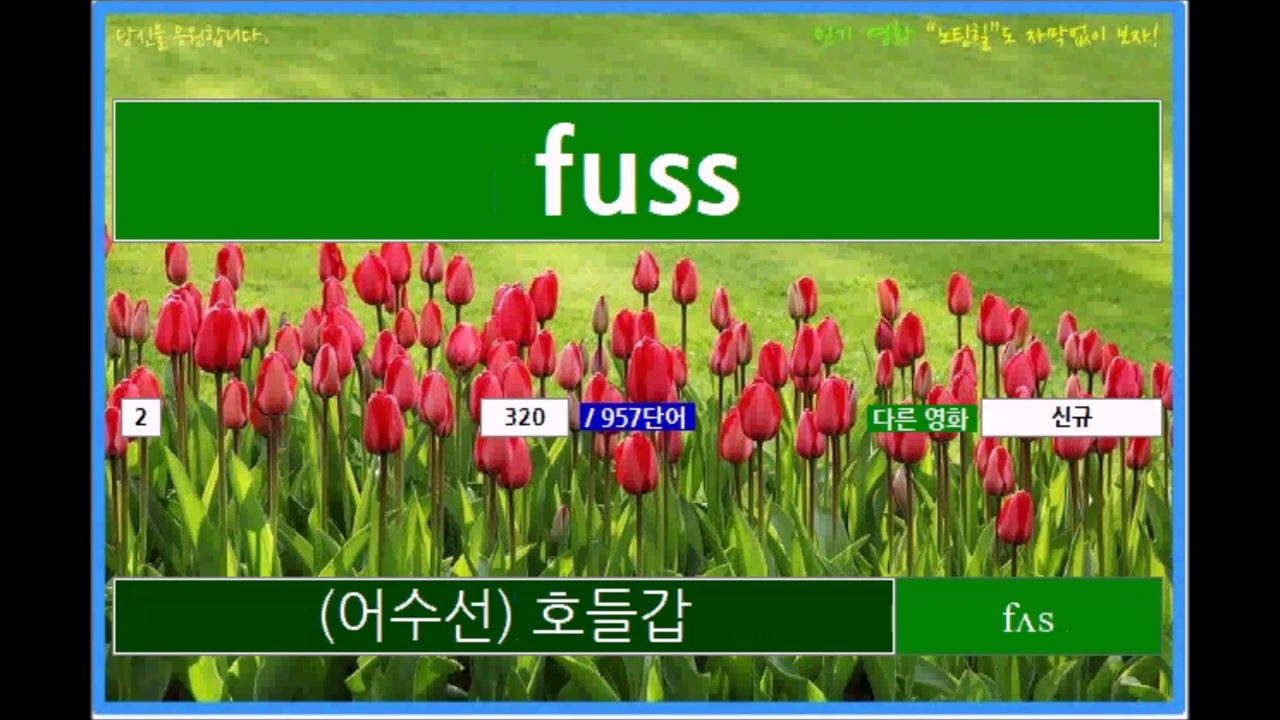 당신을 응원합니다.
인기 영화 “노팅힐”도 자막없이 보자!
fuss
2
320 / 957단어
다른 영화 신규
(어수선) 호들갑
fʌs